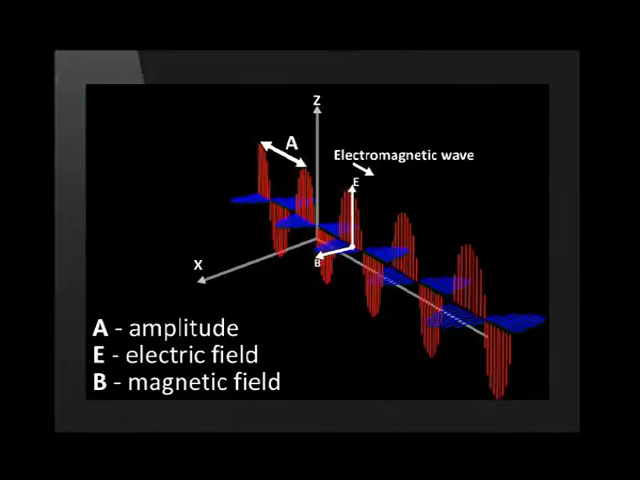 Z
A
Electromagnetic wave
E
B
X
A - amplitude
E - electric field
B - magnetic field